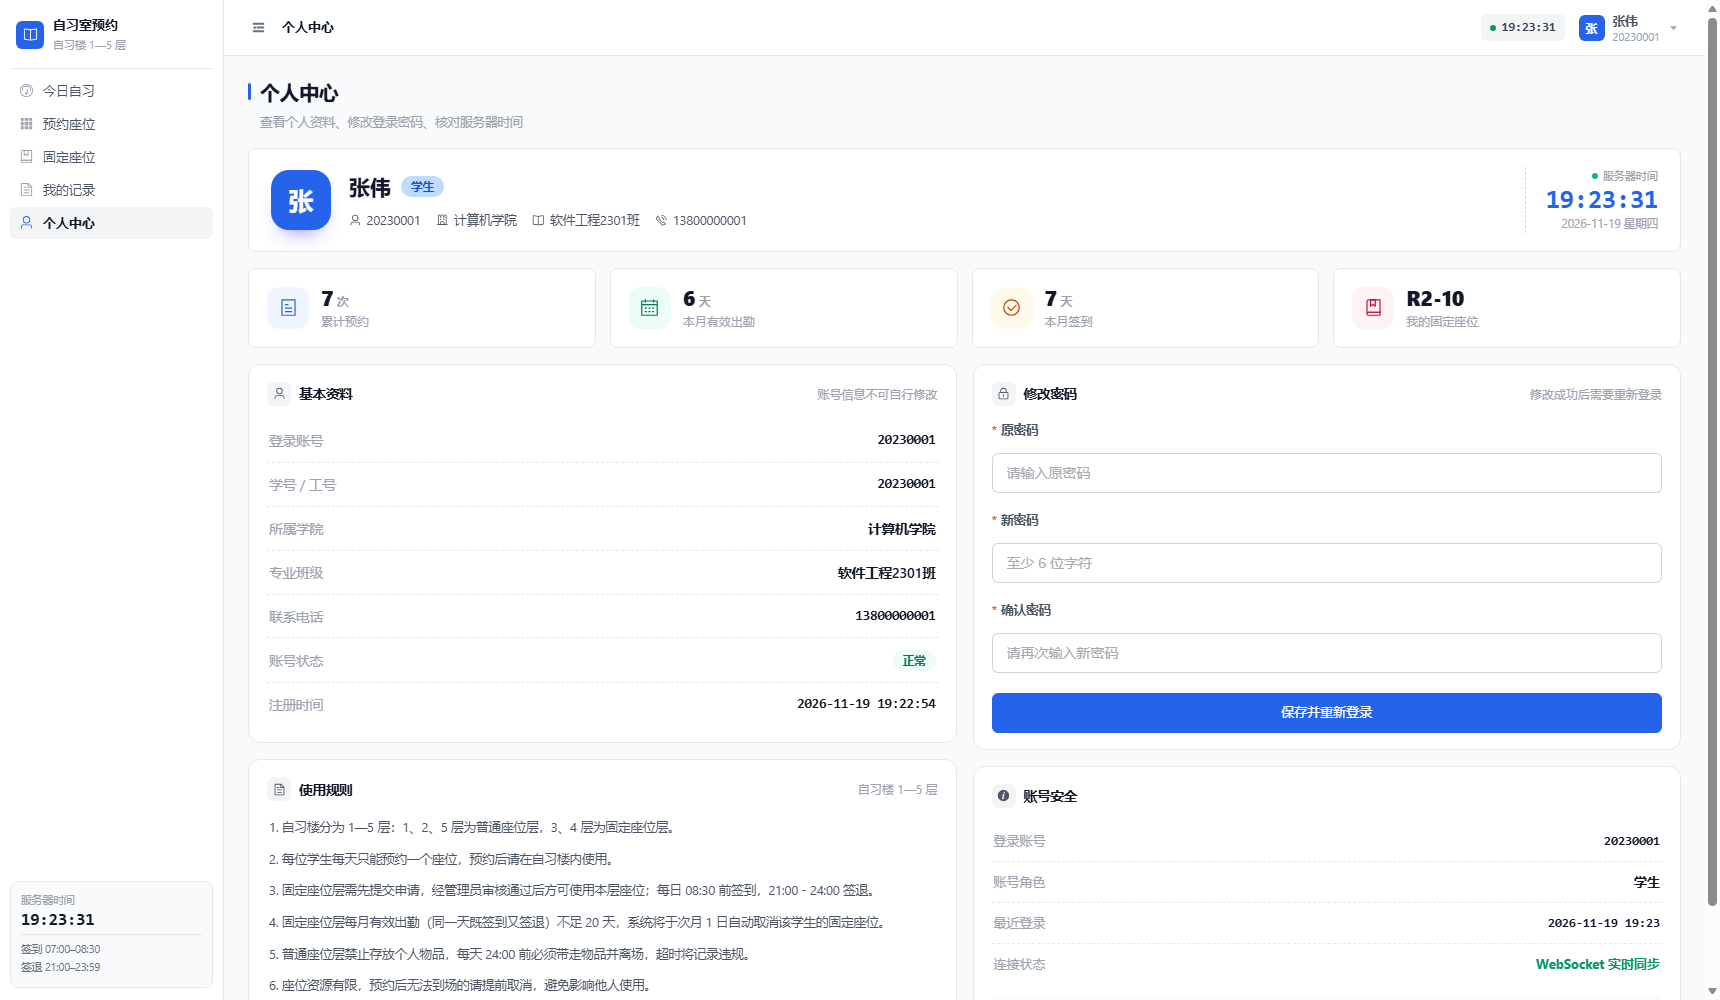 自习室预约
自习楼 1—5 层
今日自习
预约座位
固定座位
我的记录
个人中心
服务器时间
19:23:31
签到 07:00–08:30
签退 21:00–23:59
个人中心
19:23:31
张
张伟
20230001
个人中心
查看个人资料、修改登录密码、核对服务器时间
张
张伟 学生
20230001 计算机学院 软件工程2301班 13800000001
服务器时间
19:23:31
2026-11-19 星期四
7 次
累计预约
6 天
本月有效出勤
7 天
本月签到
R2-10
我的固定座位
基本资料 账号信息不可自行修改
登录账号 20230001
学号 / 工号 20230001
所属学院 计算机学院
专业班级 软件工程2301班
联系电话 13800000001
账号状态 正常
注册时间 2026-11-19 19:22:54
修改密码 修改成功后需要重新登录
* 原密码
请输入原密码
* 新密码
至少 6 位字符
* 确认密码
请再次输入新密码
保存并重新登录
使用规则 自习楼 1—5 层
1. 自习楼分为 1—5 层：1、2、5 层为普通座位层，3、4 层为固定座位层。
2. 每位学生每天只能预约一个座位，预约后请在自习楼内使用。
3. 固定座位层需先提交申请，经管理员审核通过后方可使用本层座位；每日 08:30 前签到，21:00 - 24:00 签退。
4. 固定座位层每月有效出勤（同一天既签到又签退）不足 20 天，系统将于次月 1 日自动取消该学生的固定座位。
5. 普通座位层禁止存放个人物品，每天 24:00 前必须带走物品并离场，超时将记录违规。
6. 座位资源有限，预约后无法到场的请提前取消，避免影响他人使用。
账号安全
登录账号 20230001
账号角色 学生
最近登录 2026-11-19 19:23
连接状态 WebSocket 实时同步